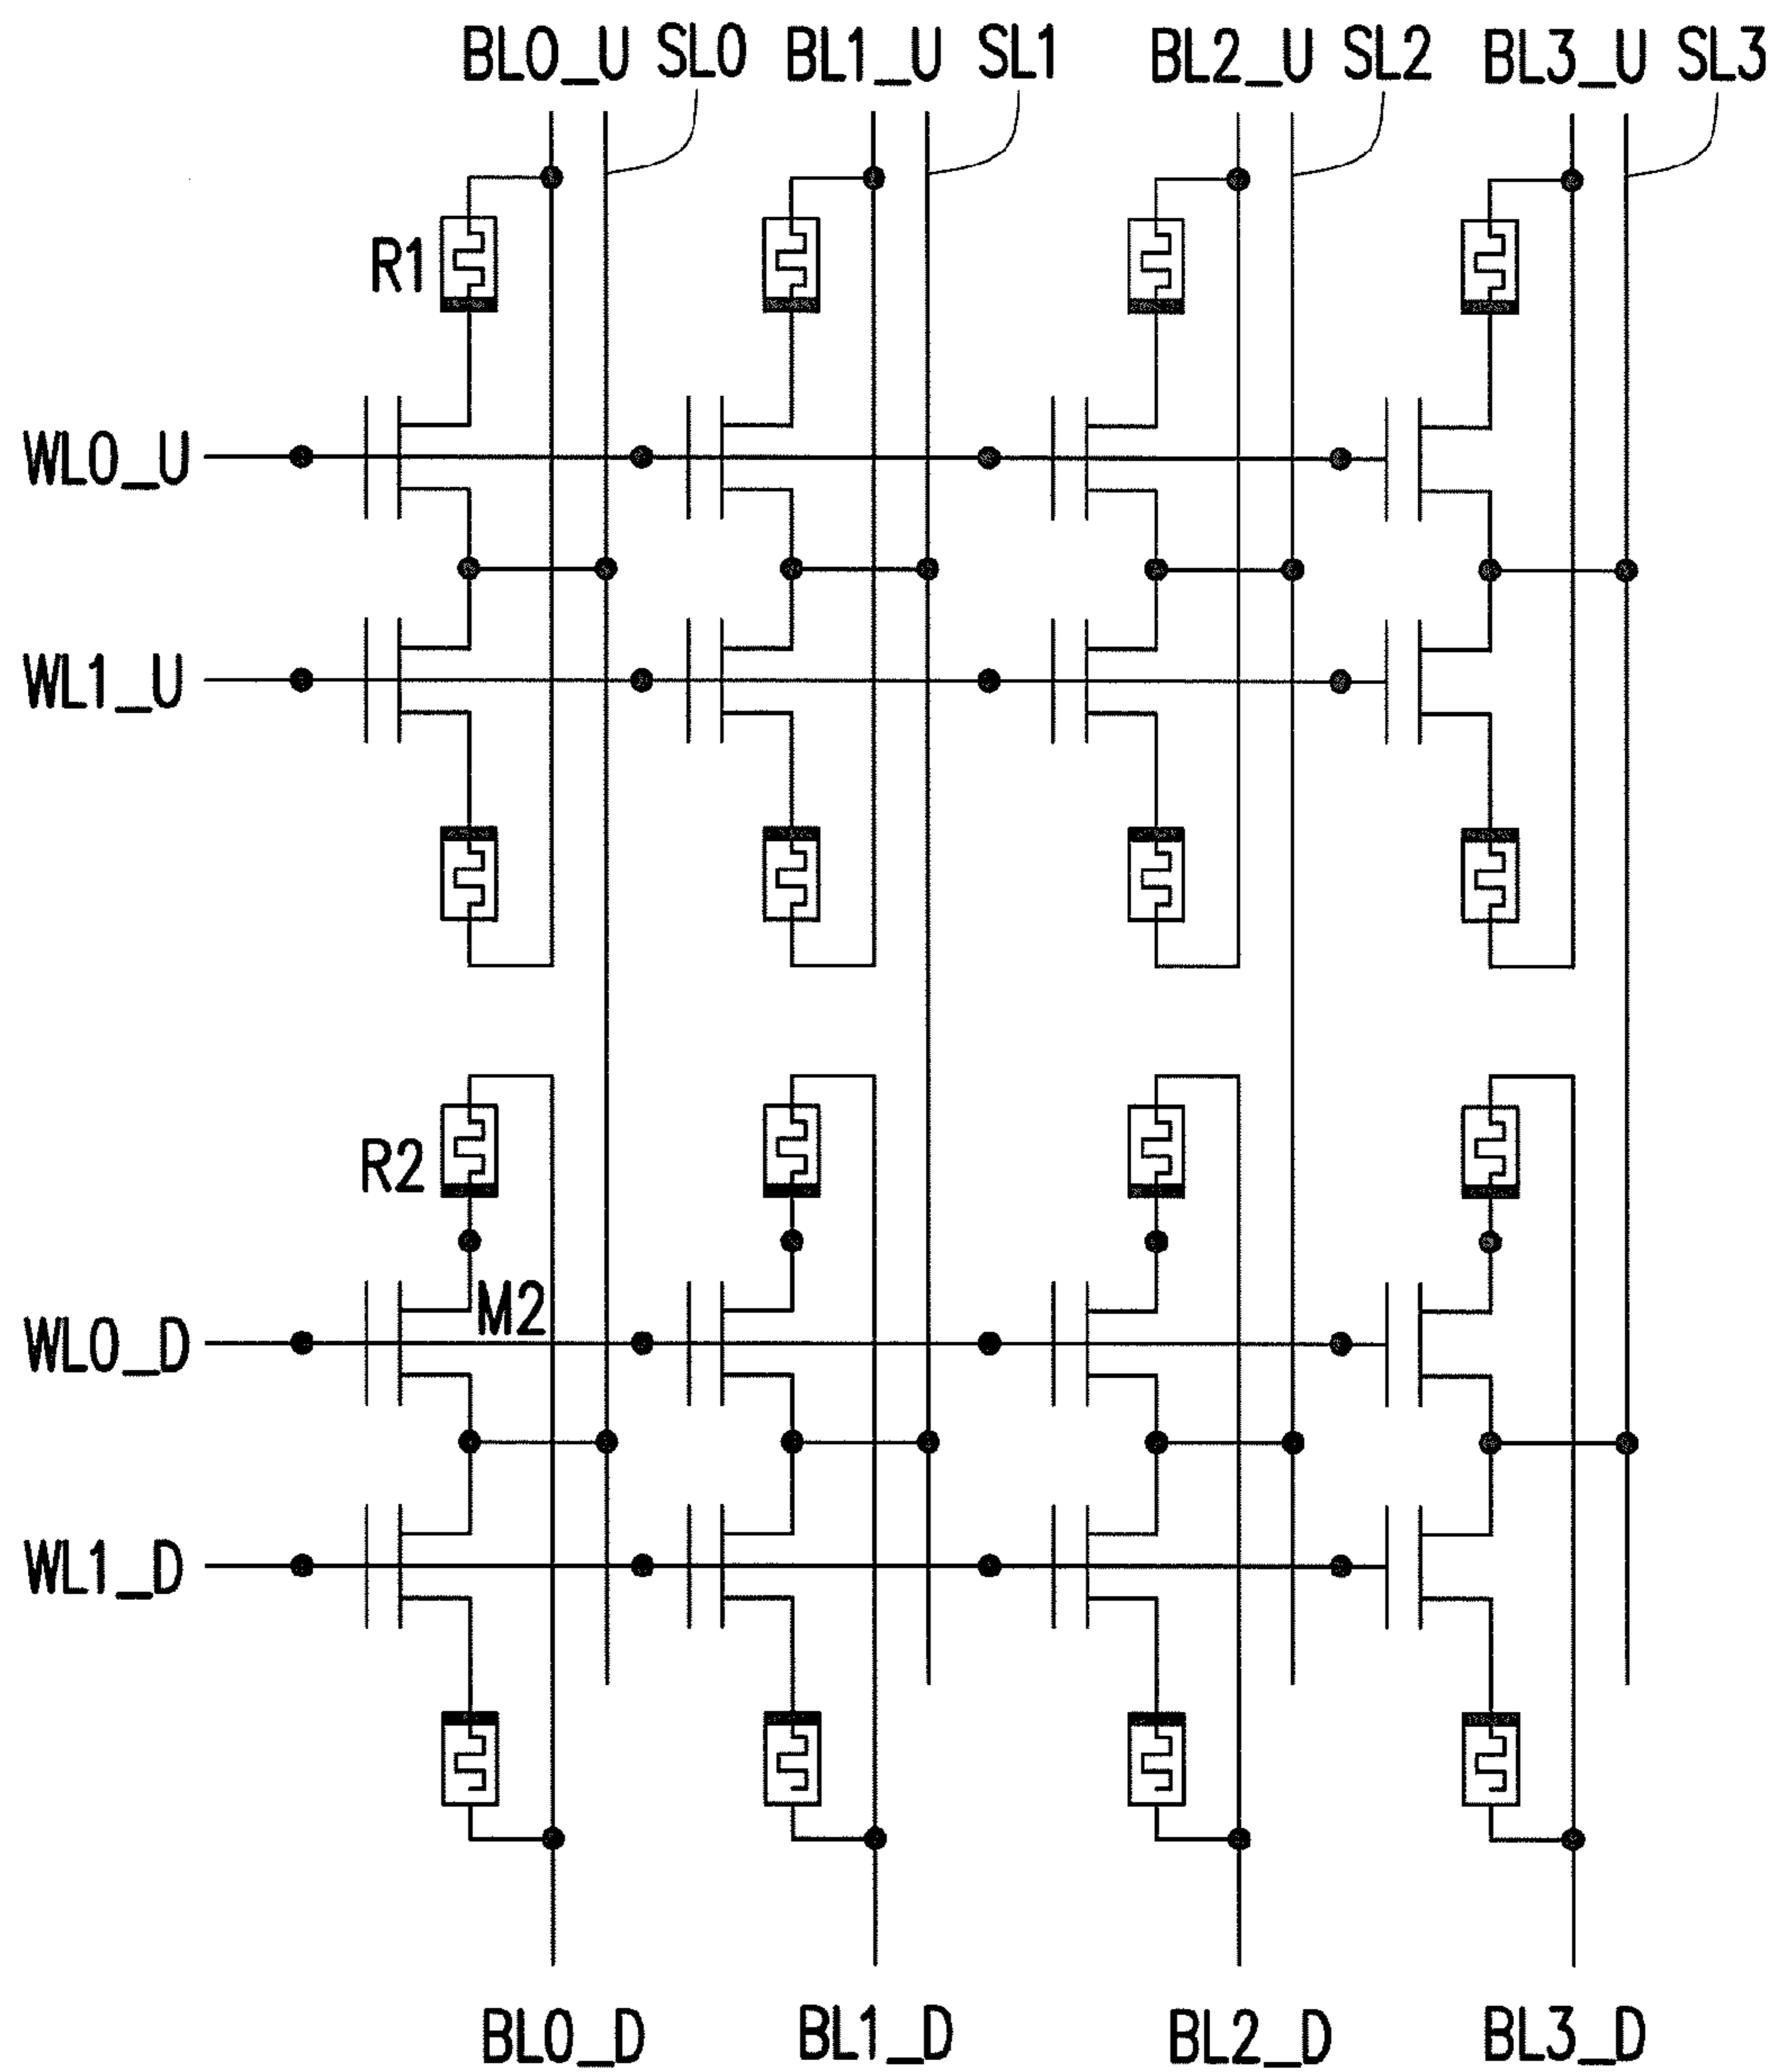 BL0_U SL0 BL1_U SL1 BL2_U SL2 BL3_U SL3
R1
WL0_U
WL1_U
R2
M2
WL0_D
WL1_D
BL0_D BL1_D BL2_D BL3_D